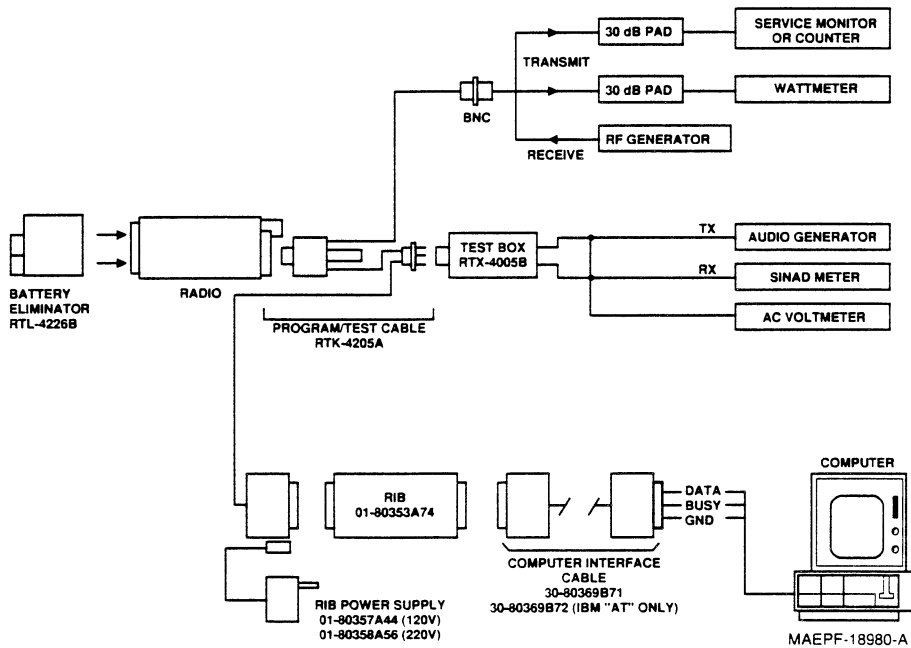 30 dB PAD
SERVICE MONITOR
OR COUNTER
TRANSMIT
30 dB PAD
WATTMETER
BNC
RF GENERATOR
RECEIVE
BATTERY
ELIMINATOR
RTL-4226B
RADIO
PROGRAM/TEST CABLE
RTK-4205A
TEST BOX
RTX-4005B
TX
AUDIO GENERATOR
RX
SINAD METER
AC VOLTMETER
RIB
01-80353A74
RIB POWER SUPPLY
01-80357A44 (120V)
01-80358A56 (220V)
COMPUTER INTERFACE
CABLE
30-80369B71
30-80369B72 (IBM "AT" ONLY)
DATA
BUSY
GND
COMPUTER
MAEPF-18980-A